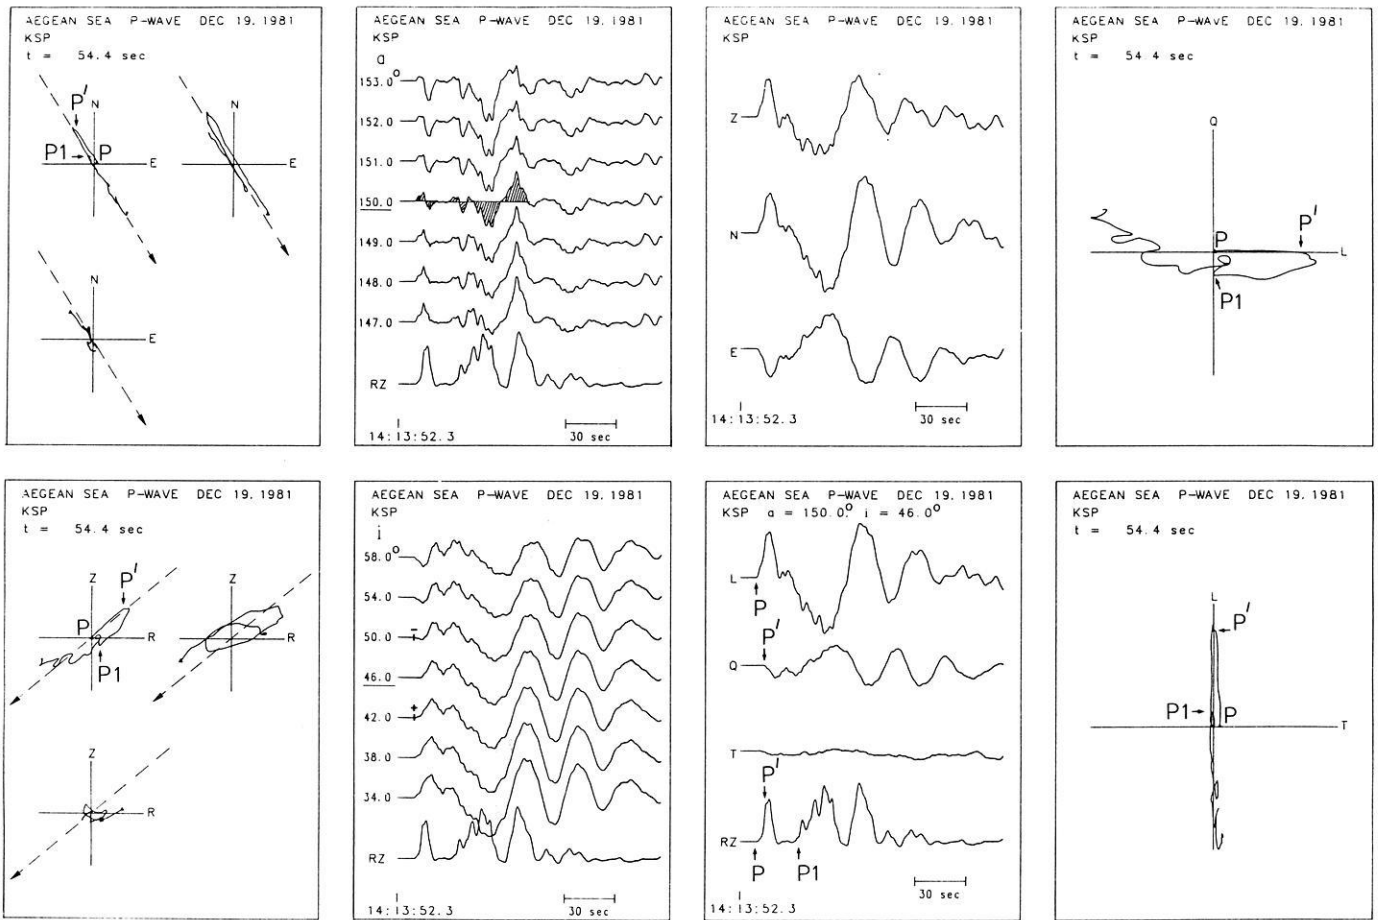 AEGEAN SEA P-WAVE DEC 19, 1981
KSP
t = 54.4 sec
N
N
P'
P1
P
E
E
N
E
AEGEAN SEA P-WAVE DEC 19, 1981
KSP
a
153.0°
152.0
151.0
150.0
149.0
148.0
147.0
RZ
14:13:52.3
30 sec
AEGEAN SEA P-WAVE DEC 19, 1981
KSP
Z
N
E
14:13:52.3
30 sec
AEGEAN SEA P-WAVE DEC 19, 1981
KSP
t = 54.4 sec
Q
P
P'
L
P1
AEGEAN SEA P-WAVE DEC 19, 1981
KSP
t = 54.4 sec
Z
P'
Z
P
R
R
P1
Z
R
AEGEAN SEA P-WAVE DEC 19, 1981
KSP
i
58.0°
54.0
50.0 -
46.0
42.0 +
38.0
34.0
RZ
14:13:52.3
30 sec
AEGEAN SEA P-WAVE DEC 19, 1981
KSP a = 150.0° i = 46.0°
L
P
P'
Q
T
P'
RZ
P
P1
30 sec
14:13:52.3
AEGEAN SEA P-WAVE DEC 19, 1981
KSP
t = 54.4 sec
L
P'
P1
P
T